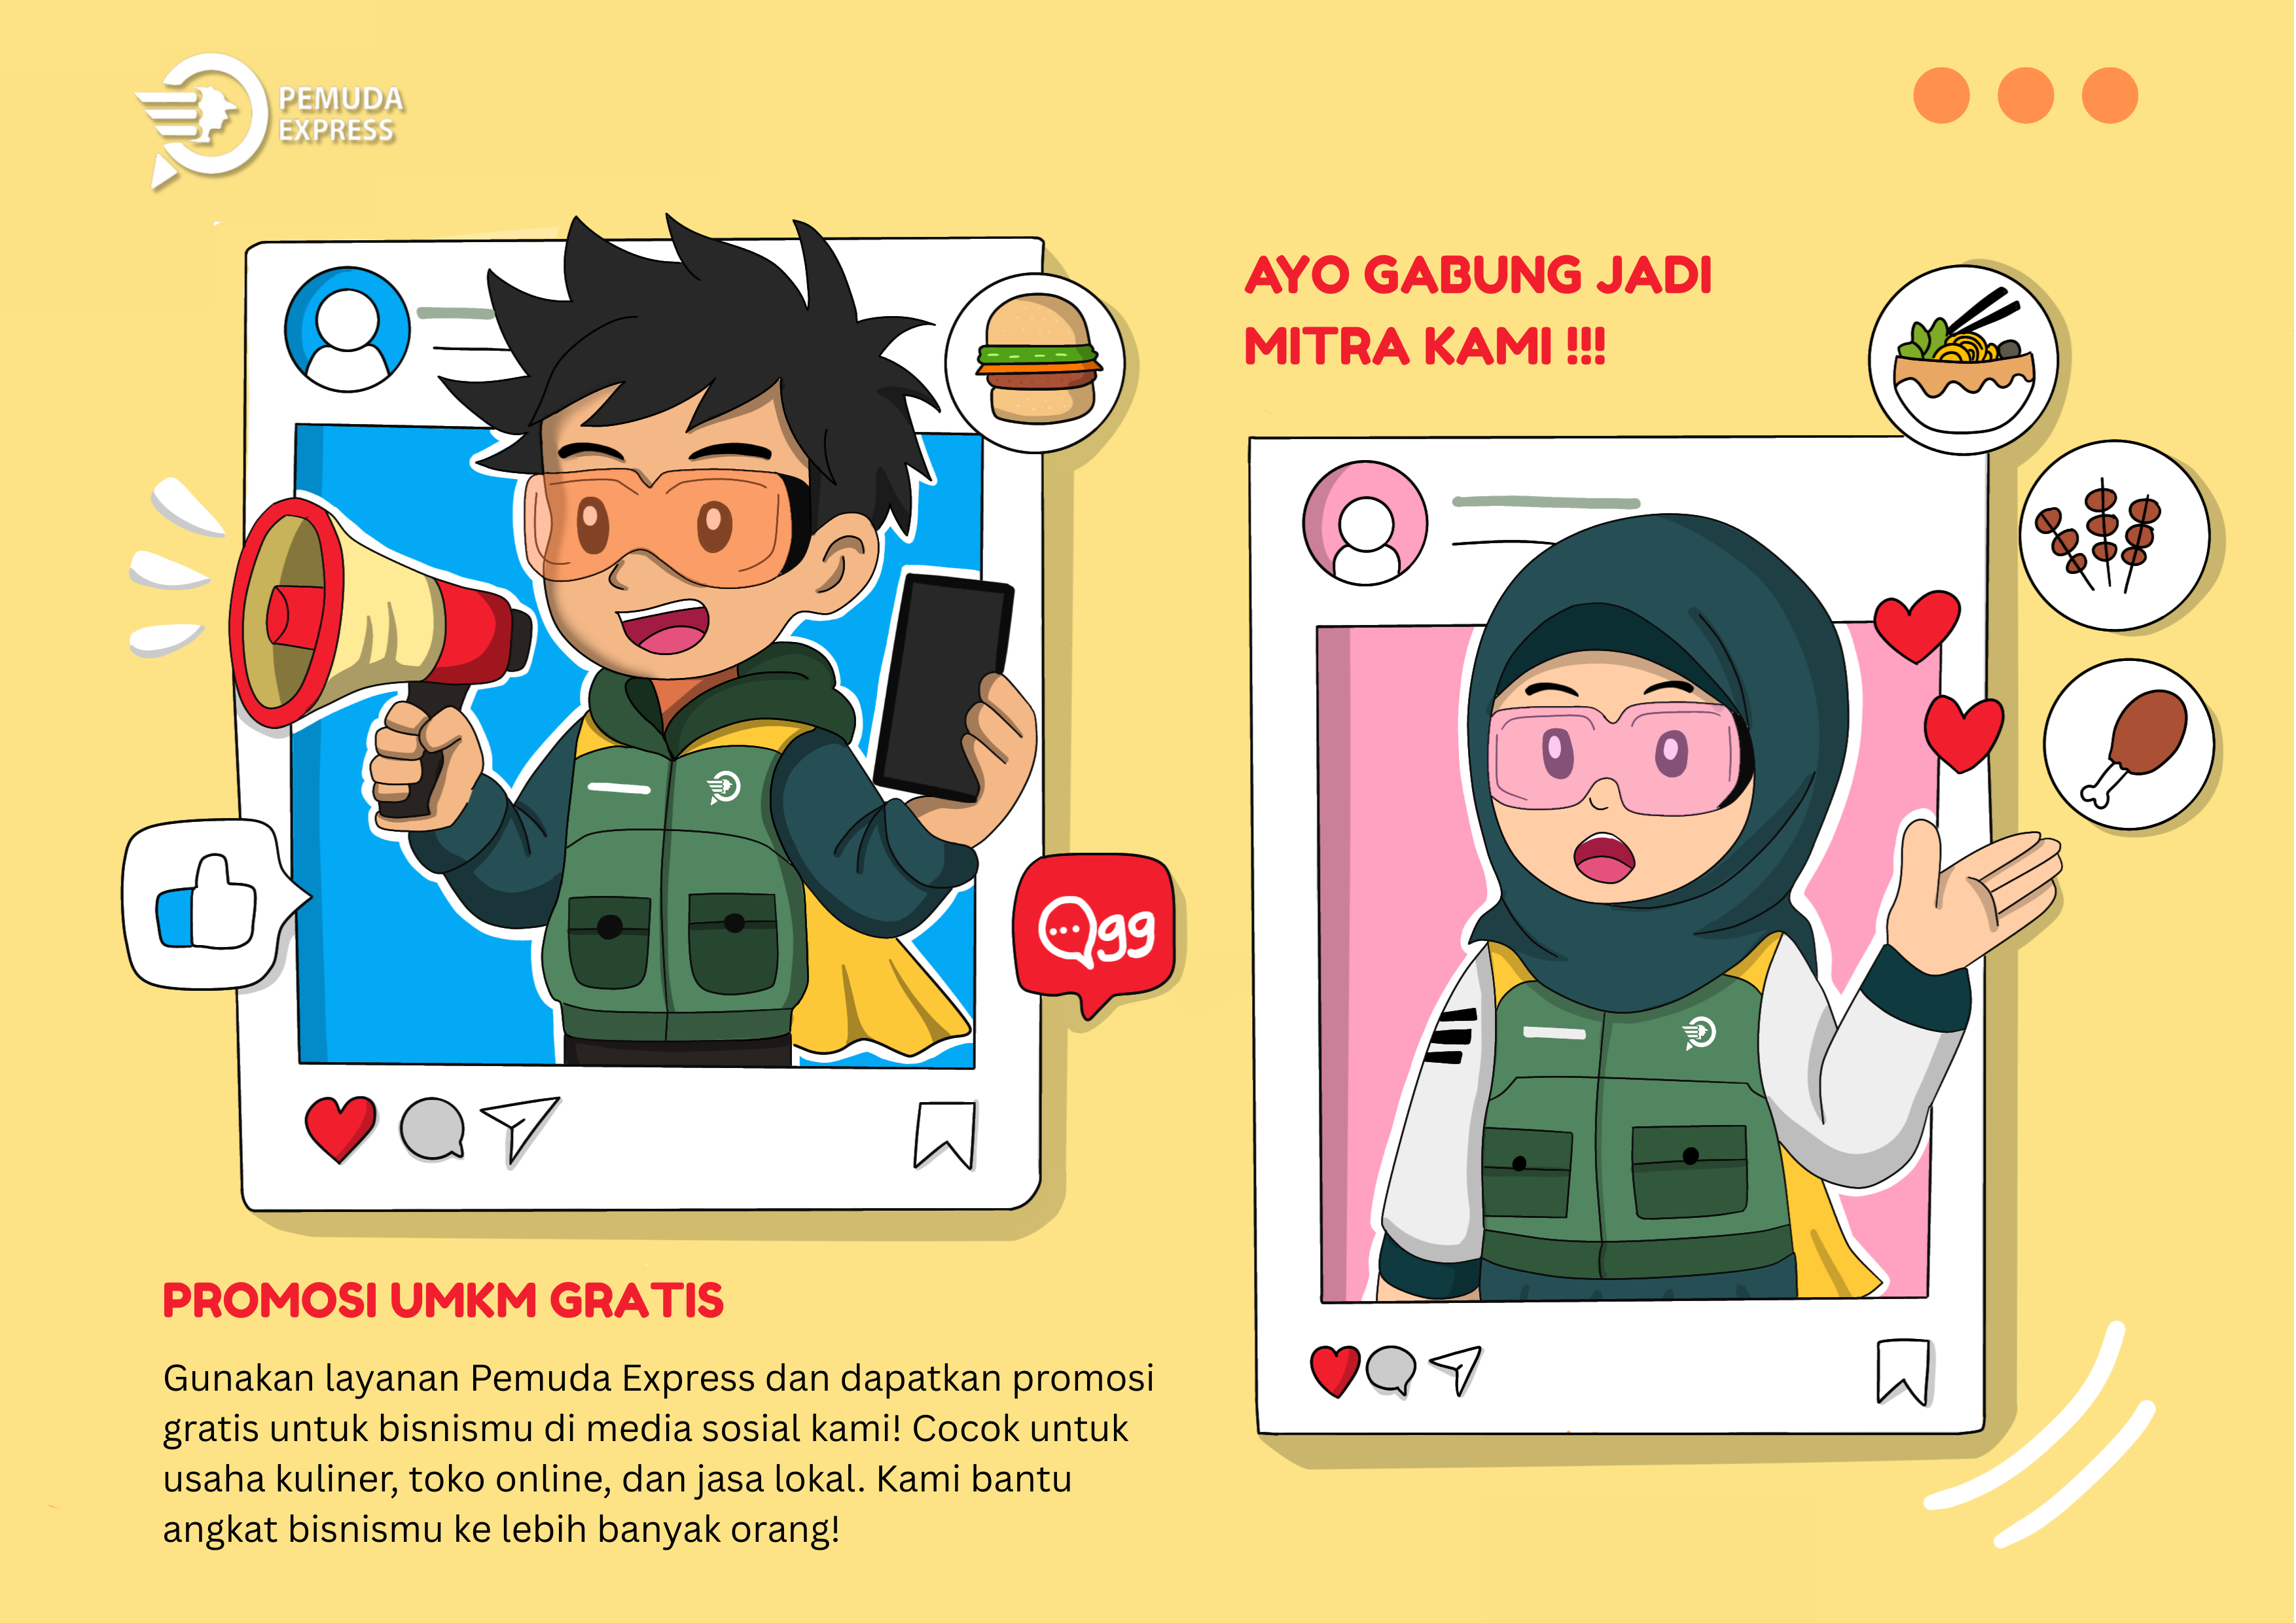 PEMUDA
EXPRESS
AYO GABUNG JADI
MITRA KAMI !!!
99
PROMOSI UMKM GRATIS
Gunakan layanan Pemuda Express dan dapatkan promosi
gratis untuk bisnismu di media sosial kami! Cocok untuk
usaha kuliner, toko online, dan jasa lokal. Kami bantu
angkat bisnismu ke lebih banyak orang!